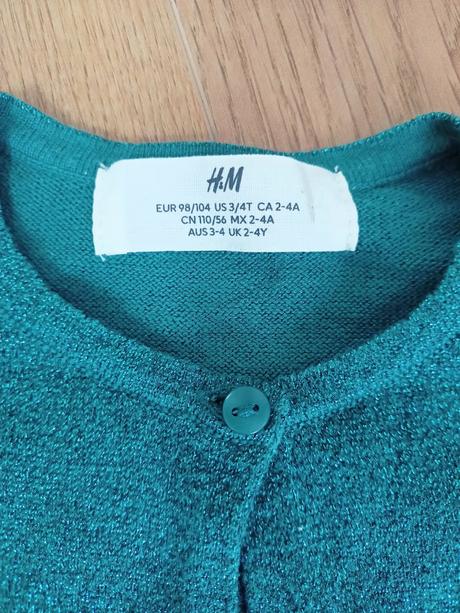 H&M
EUR 98/104 US 3/4T CA 2-4A
CN 110/56 MX 2-4A
AUS 3-4 UK 2-4Y